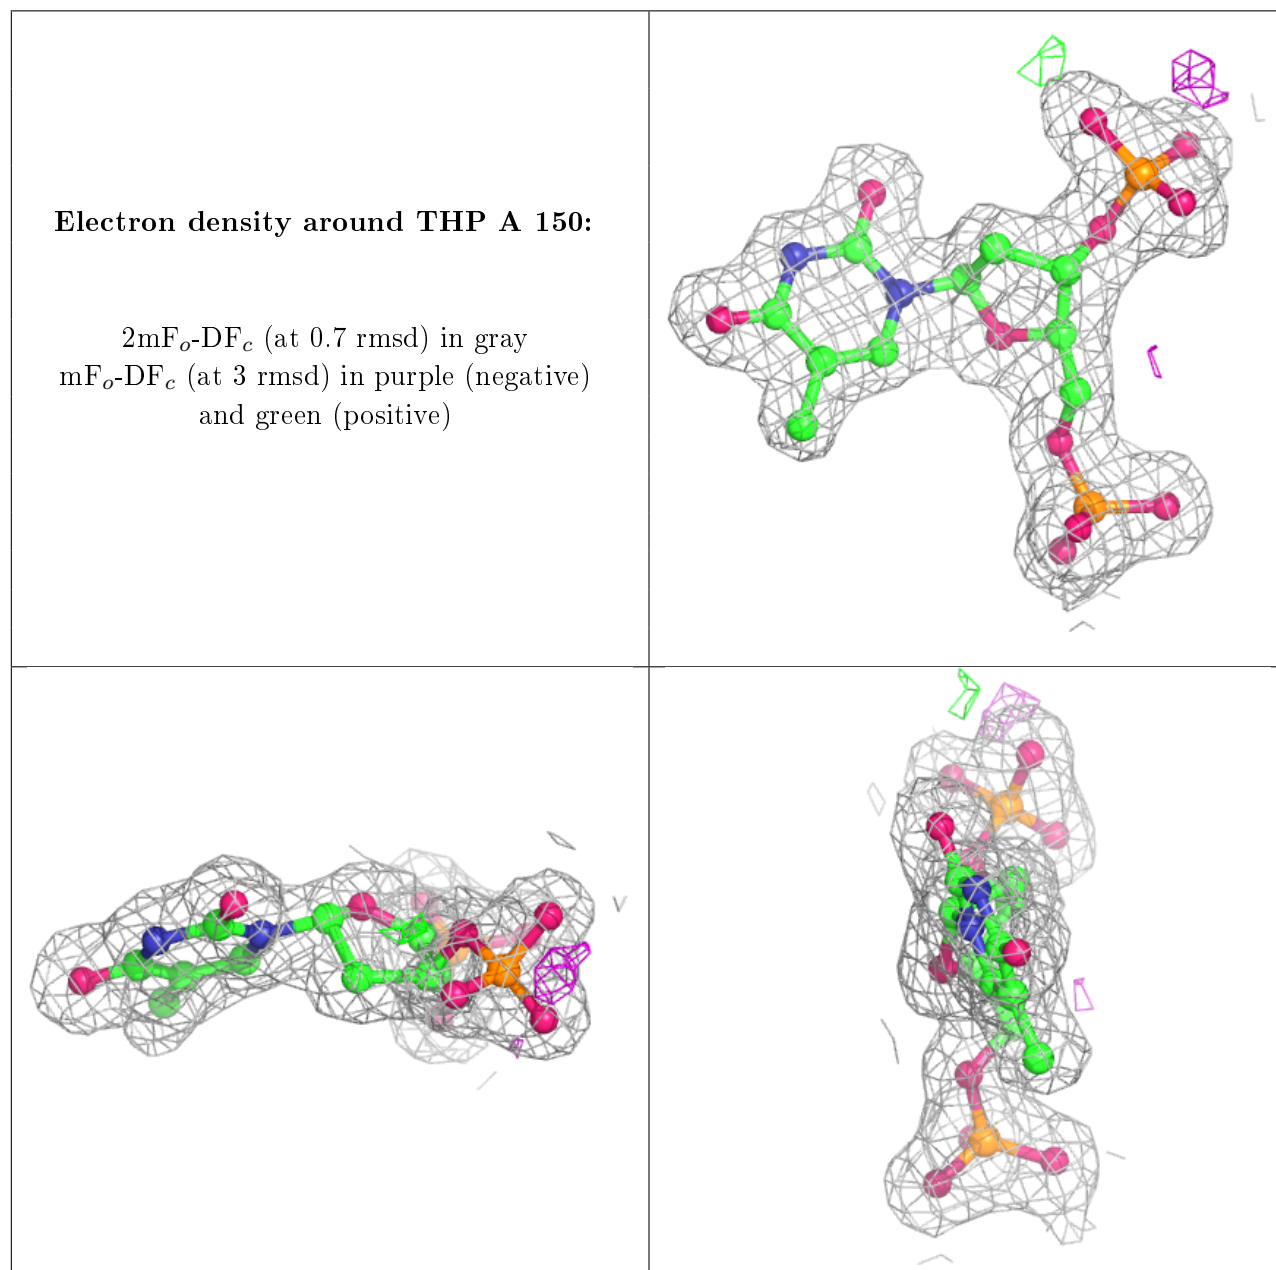 Electron density around THP A 150:
2mFₒ-DF𝒸 (at 0.7 rmsd) in gray
mFₒ-DF𝒸 (at 3 rmsd) in purple (negative)
and green (positive)